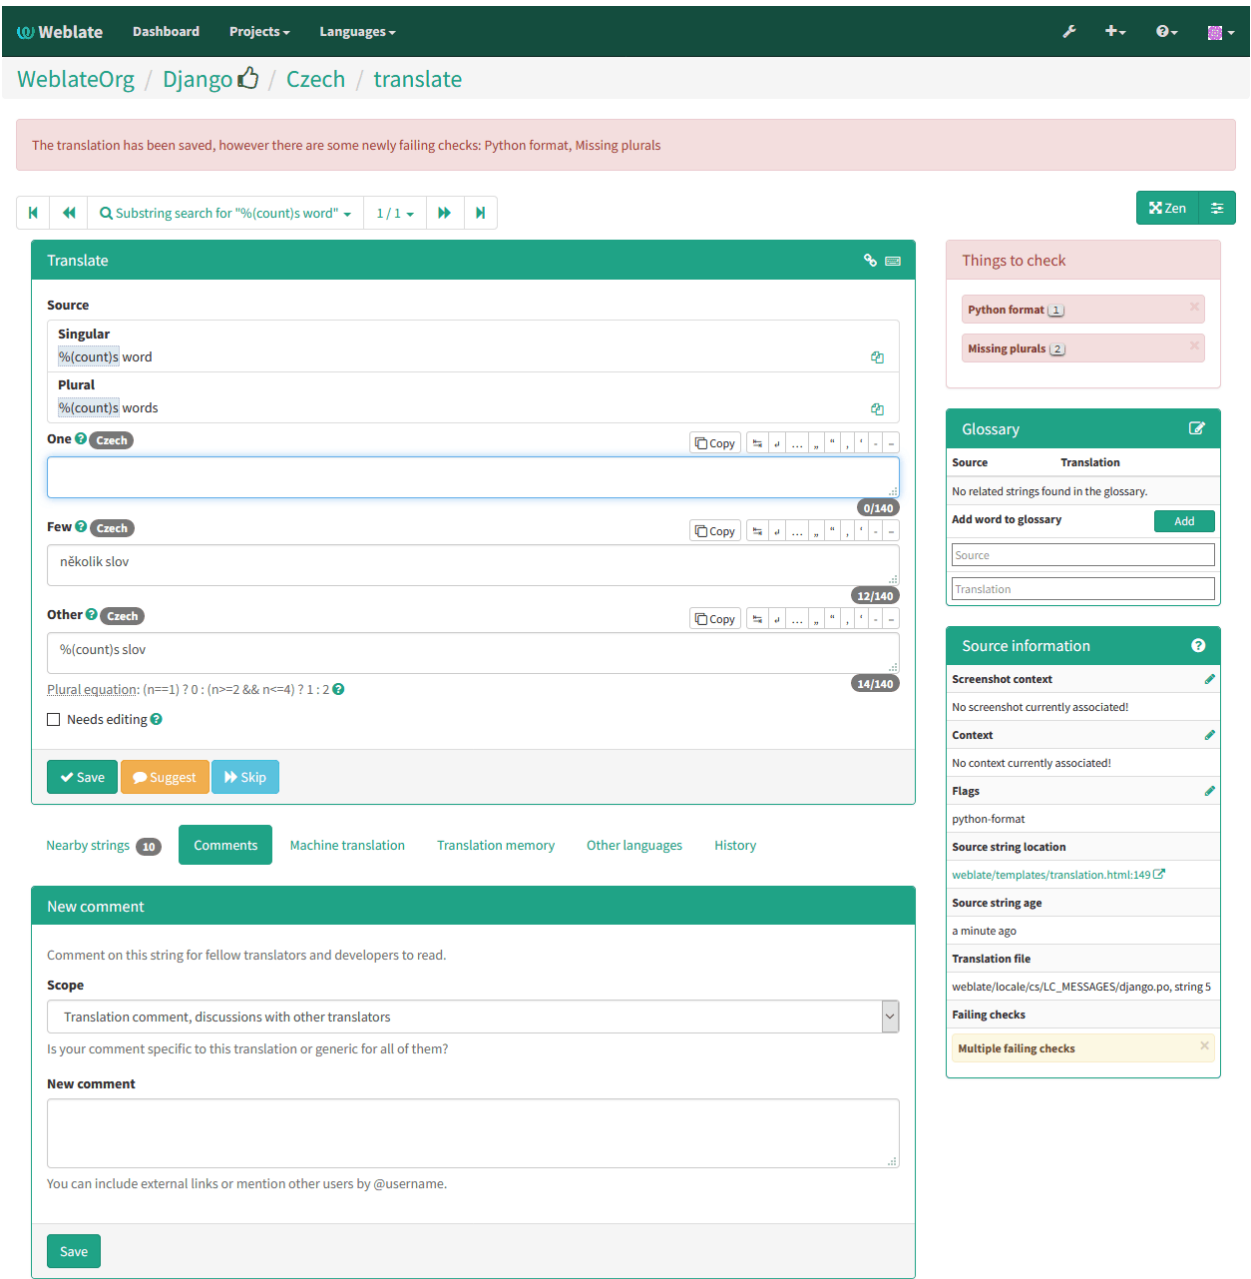 Weblate Dashboard Projects Languages
WeblateOrg / Django / Czech / translate
The translation has been saved, however there are some newly failing checks: Python format, Missing plurals
Substring search for "%(count)s word" 1 / 1
Zen
Translate
Source
Singular
%(count)s word
Plural
%(count)s words
One Czech
Copy ↹ ↵ … „ “ ‚ ‘ - –
0/140
Few Czech
Copy ↹ ↵ … „ “ ‚ ‘ - –
několik slov
12/140
Other Czech
Copy ↹ ↵ … „ “ ‚ ‘ - –
%(count)s slov
14/140
Plural equation: (n==1) ? 0 : (n>=2 && n<=4) ? 1 : 2
Needs editing
Save Suggest Skip
Nearby strings 10 Comments Machine translation Translation memory Other languages History
New comment
Comment on this string for fellow translators and developers to read.
Scope
Translation comment, discussions with other translators
Is your comment specific to this translation or generic for all of them?
New comment
You can include external links or mention other users by @username.
Save
Things to check
Python format 1 ×
Missing plurals 2 ×
Glossary
Source Translation
No related strings found in the glossary.
Add word to glossary Add
Source
Translation
Source information
Screenshot context
No screenshot currently associated!
Context
No context currently associated!
Flags
python-format
Source string location
weblate/templates/translation.html:149
Source string age
a minute ago
Translation file
weblate/locale/cs/LC_MESSAGES/django.po, string 5
Failing checks
Multiple failing checks ×